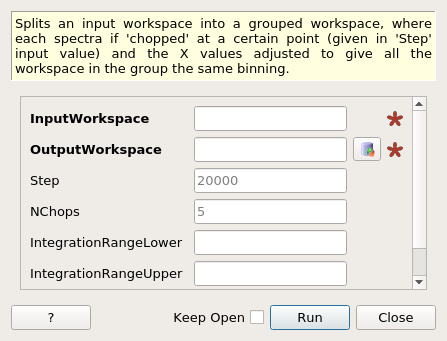 Splits an input workspace into a grouped workspace, where
each spectra if 'chopped' at a certain point (given in 'Step'
input value) and the X values adjusted to give all the
workspace in the group the same binning.
InputWorkspace *
OutputWorkspace *
Step 20000
NChops 5
IntegrationRangeLower
IntegrationRangeUpper
? Keep Open Run Close